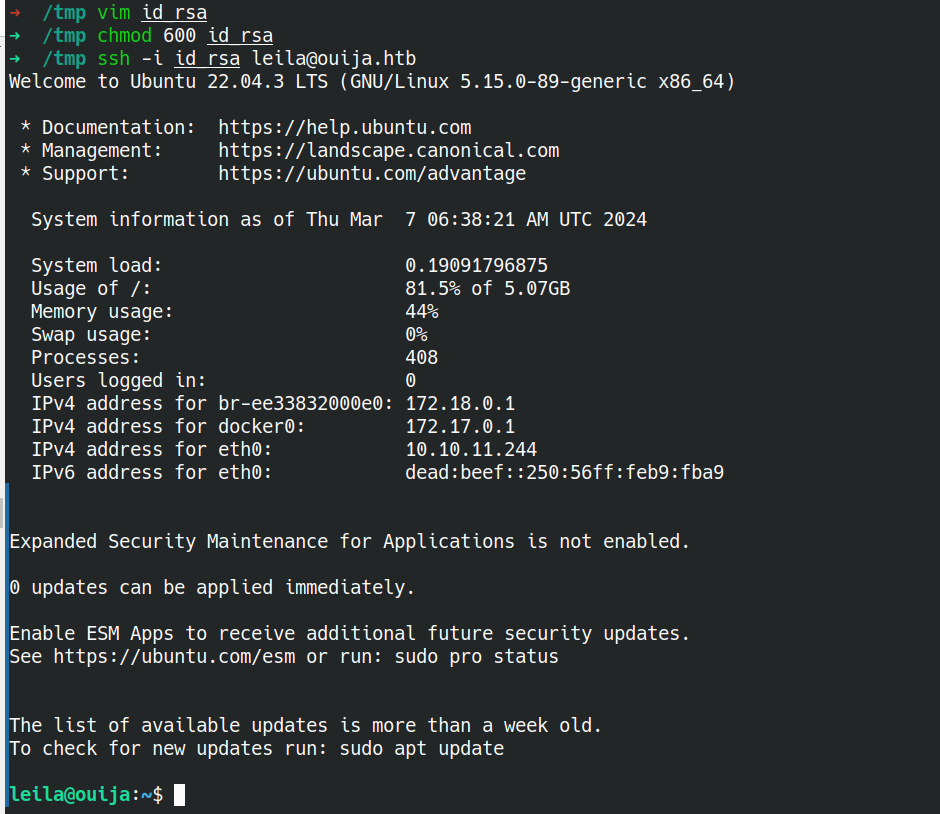 → /tmp vim id_rsa
→ /tmp chmod 600 id_rsa
→ /tmp ssh -i id_rsa leila@ouija.htb
Welcome to Ubuntu 22.04.3 LTS (GNU/Linux 5.15.0-89-generic x86_64)
* Documentation: https://help.ubuntu.com
* Management: https://landscape.canonical.com
* Support: https://ubuntu.com/advantage
System information as of Thu Mar 7 06:38:21 AM UTC 2024
System load: 0.19091796875
Usage of /: 81.5% of 5.07GB
Memory usage: 44%
Swap usage: 0%
Processes: 408
Users logged in: 0
IPv4 address for br-ee33832000e0: 172.18.0.1
IPv4 address for docker0: 172.17.0.1
IPv4 address for eth0: 10.10.11.244
IPv6 address for eth0: dead:beef::250:56ff:feb9:fba9
Expanded Security Maintenance for Applications is not enabled.
0 updates can be applied immediately.
Enable ESM Apps to receive additional future security updates.
See https://ubuntu.com/esm or run: sudo pro status
The list of available updates is more than a week old.
To check for new updates run: sudo apt update
leila@ouija:~$